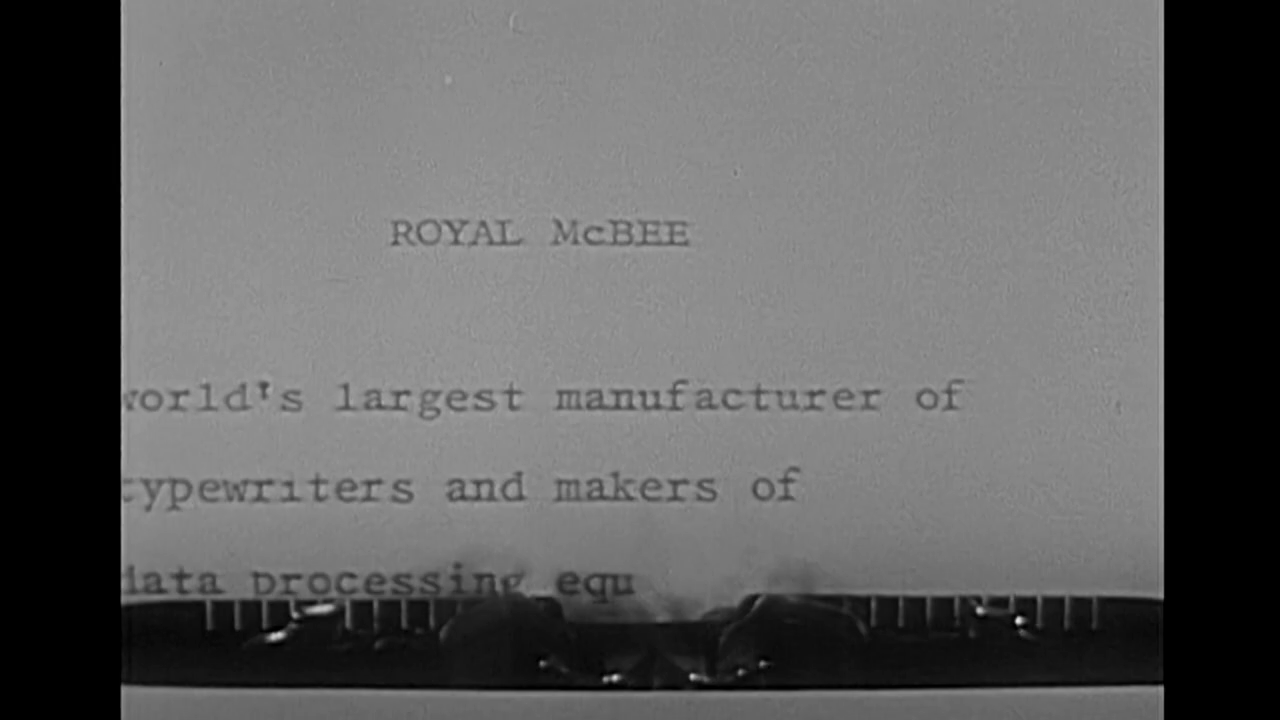 ROYAL McBEE
world's largest manufacturer of
typewriters and makers of
data processing equ